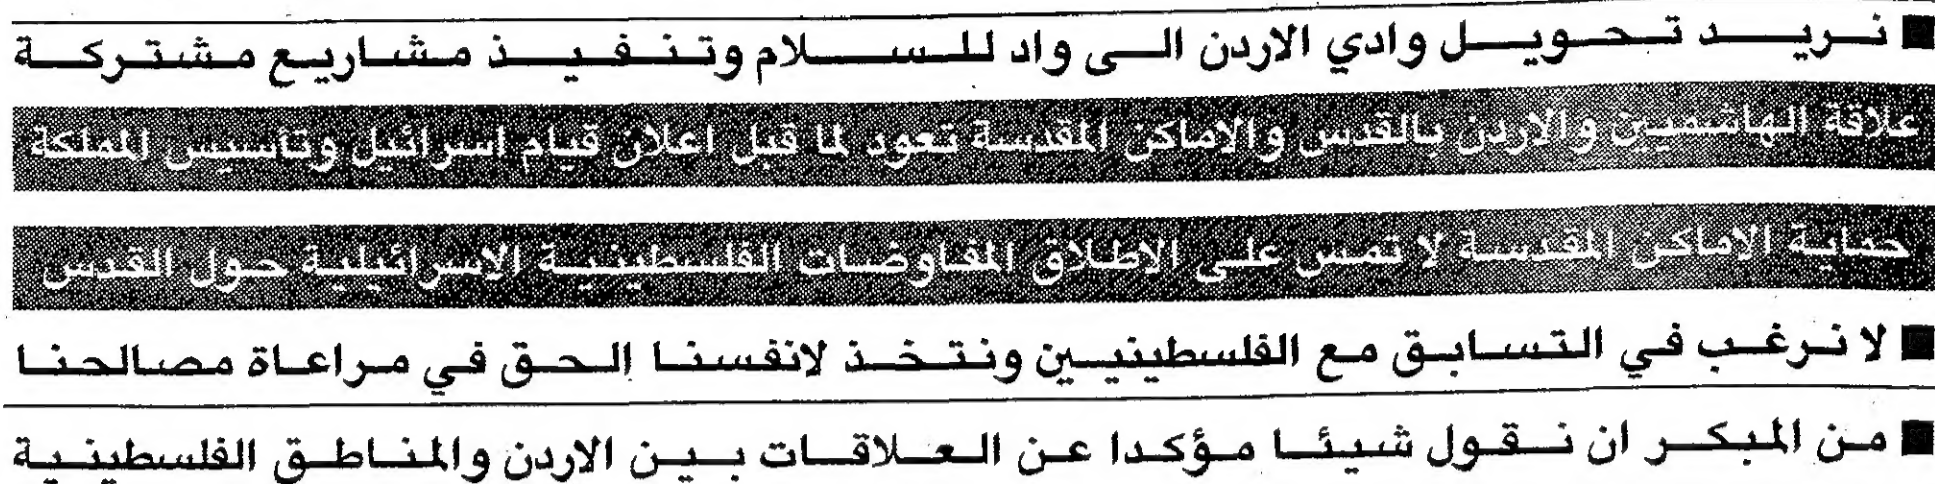 ■ نريد تحويل وادي الاردن الى واد للسلام وتنفيذ مشاريع مشتركة
علاقة الهاشميين والاردن بالقدس والاماكن المقدسة تعود لما قبل اعلان قيام اسرائيل وتاسيس المملكة
حماية الاماكن المقدسة لا تمس على الاطلاق المفاوضات الفلسطينية الاسرائيلية حول القدس
■ لا نرغب في التسابق مع الفلسطينيين ونتخذ لانفسنا الحق في مراعاة مصالحنا
■ من المبكر ان نقول شيئا مؤكدا عن العلاقات بين الاردن والمناطق الفلسطينية